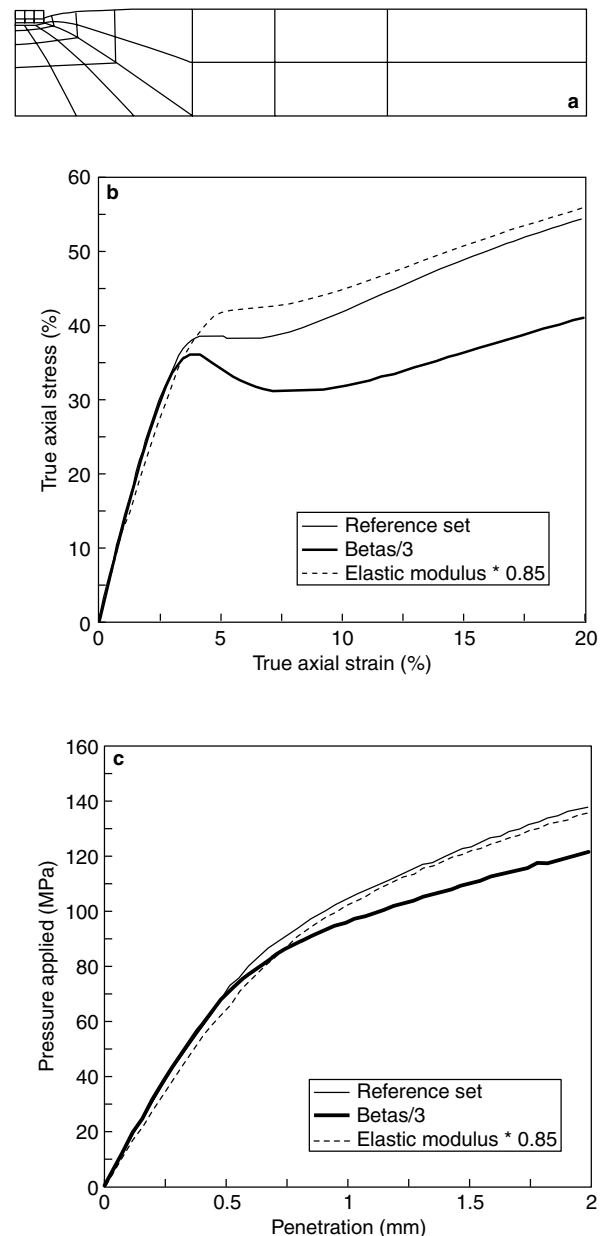 a
b
60
50
40
30
20
10
0
True axial stress (%)
Reference set
Betas/3
Elastic modulus * 0.85
0
5
10
15
20
True axial strain (%)
c
160
140
120
100
80
60
40
20
0
Pressure applied (MPa)
Reference set
Betas/3
Elastic modulus * 0.85
0
0.5
1
1.5
2
Penetration (mm)